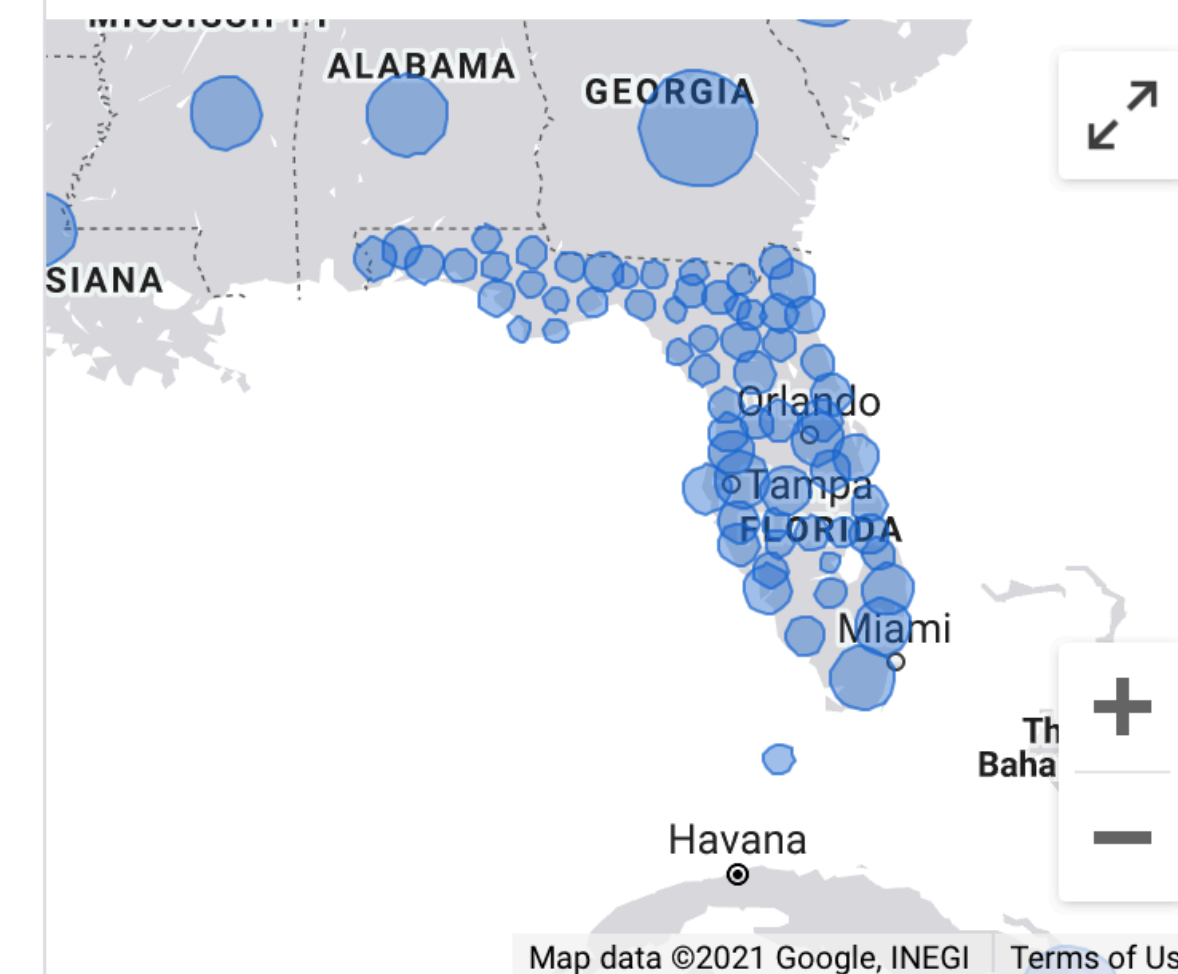 ALABAMA
GEORGIA
SIANA
Orlando
Tampa
FLORIDA
Miami
Th
Baha
Havana
Map data ©2021 Google, INEGI
Terms of Us